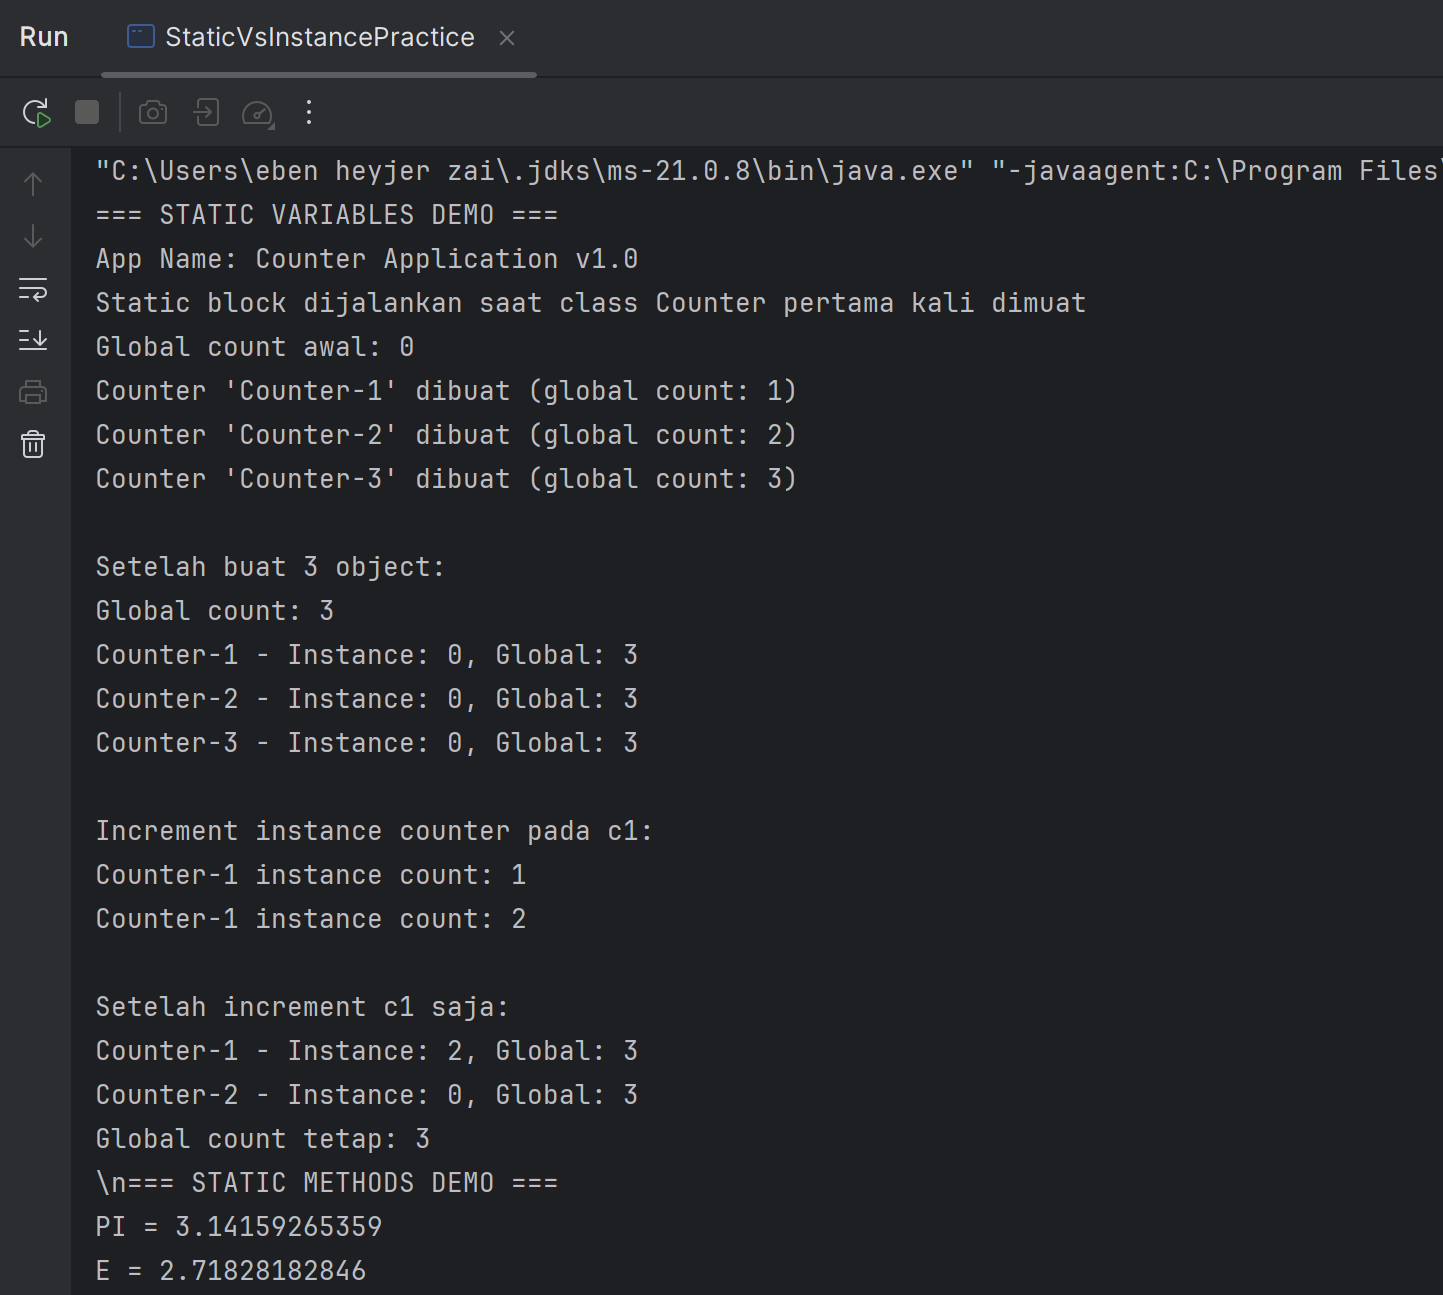 Run StaticVsInstancePractice
"C:\Users\eben heyjer zai\.jdks\ms-21.0.8\bin\java.exe" "-javaagent:C:\Program Files\
=== STATIC VARIABLES DEMO ===
App Name: Counter Application v1.0
Static block dijalankan saat class Counter pertama kali dimuat
Global count awal: 0
Counter 'Counter-1' dibuat (global count: 1)
Counter 'Counter-2' dibuat (global count: 2)
Counter 'Counter-3' dibuat (global count: 3)
Setelah buat 3 object:
Global count: 3
Counter-1 - Instance: 0, Global: 3
Counter-2 - Instance: 0, Global: 3
Counter-3 - Instance: 0, Global: 3
Increment instance counter pada c1:
Counter-1 instance count: 1
Counter-1 instance count: 2
Setelah increment c1 saja:
Counter-1 - Instance: 2, Global: 3
Counter-2 - Instance: 0, Global: 3
Global count tetap: 3
\n=== STATIC METHODS DEMO ===
PI = 3.14159265359
E = 2.71828182846